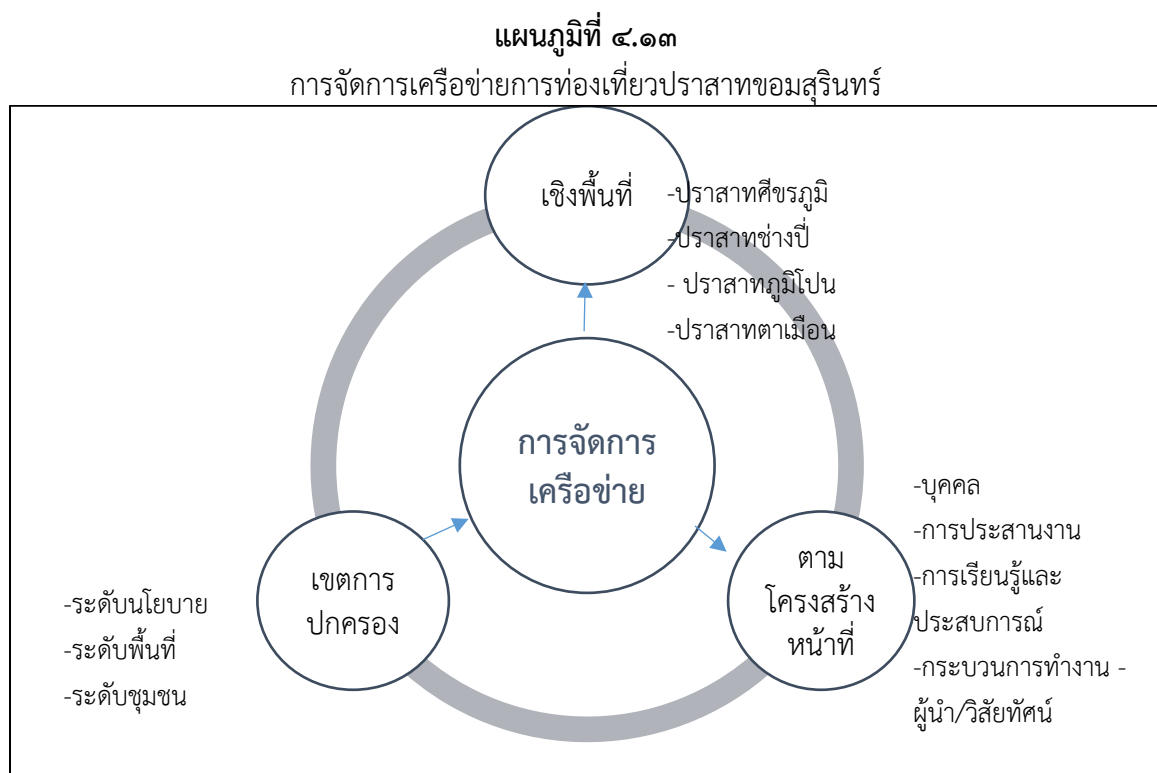 แผนภูมิที่ ๔.๑๓
การจัดการเครือข่ายการท่องเที่ยวปราสาทขอมสุรินทร์
เชิงพื้นที่
-ปราสาทศีขรภูมิ
-ปราสาทช่างปี่
- ปราสาทภูมิโปน
-ปราสาทตาเมือน
การจัดการ
เครือข่าย
เขตการ
ปกครอง
-ระดับนโยบาย
-ระดับพื้นที่
-ระดับชุมชน
ตาม
โครงสร้าง
หน้าที่
-บุคคล
-การประสานงาน
-การเรียนรู้และ
ประสบการณ์
-กระบวนการทำงาน -
ผู้นำ/วิสัยทัศน์